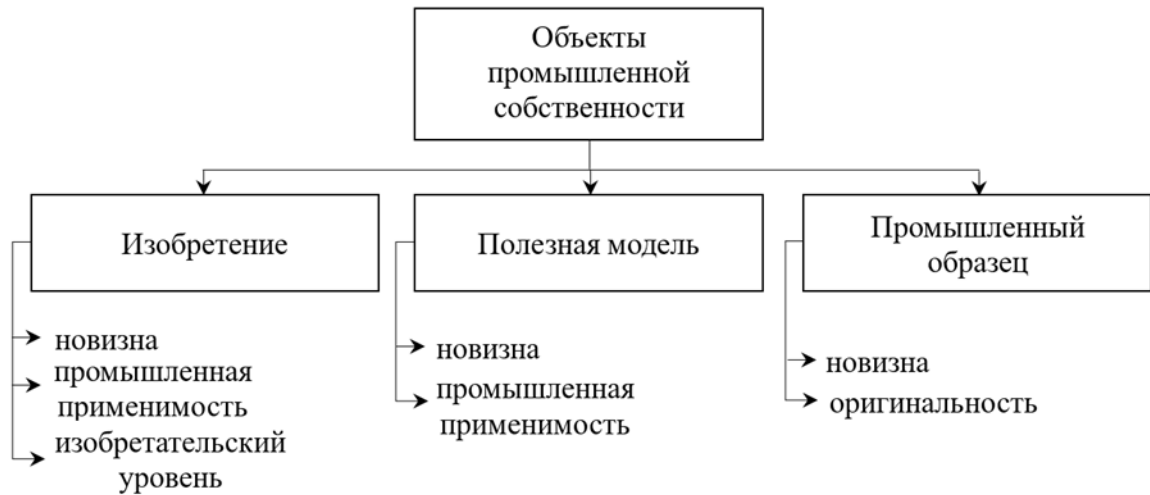 Объекты
промышленной
собственности
Изобретение
Полезная модель
Промышленный
образец
новизна
промышленная
применимость
изобретательский
уровень
новизна
промышленная
применимость
новизна
оригинальность